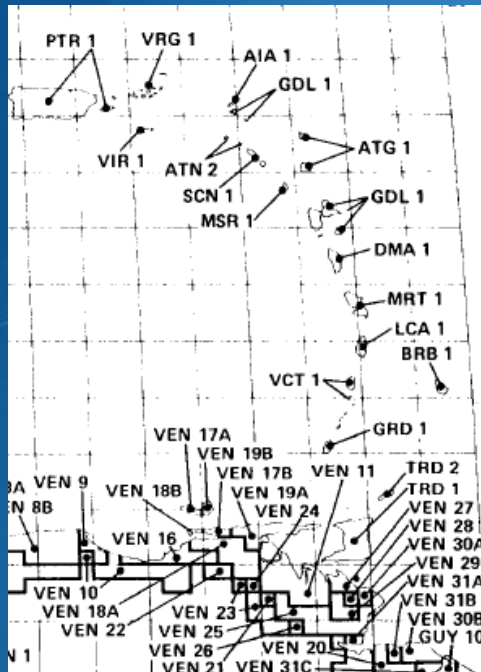 PTR 1
VRG 1
AIA 1
GDL 1
VIR 1
ATN 2
SCN 1
MSR 1
ATG 1
GDL 1
DMA 1
MRT 1
LCA 1
BRB 1
VCT 1
GRD 1
VEN 17A
VEN 19B
VEN 17B
VEN 11
TRD 2
VEN 9
VEN 18B
VEN 19A
TRD 1
8A
VEN 27
VEN 24
8B
VEN 28
VEN 16
VEN 30A
VEN 29
VEN 10
VEN 31A
VEN 18A
VEN 23
VEN 31B
VEN 22
VEN 25
VEN 20
VEN 30B
VEN 26
GUY 10
N 1
VEN 21
VEN 31C